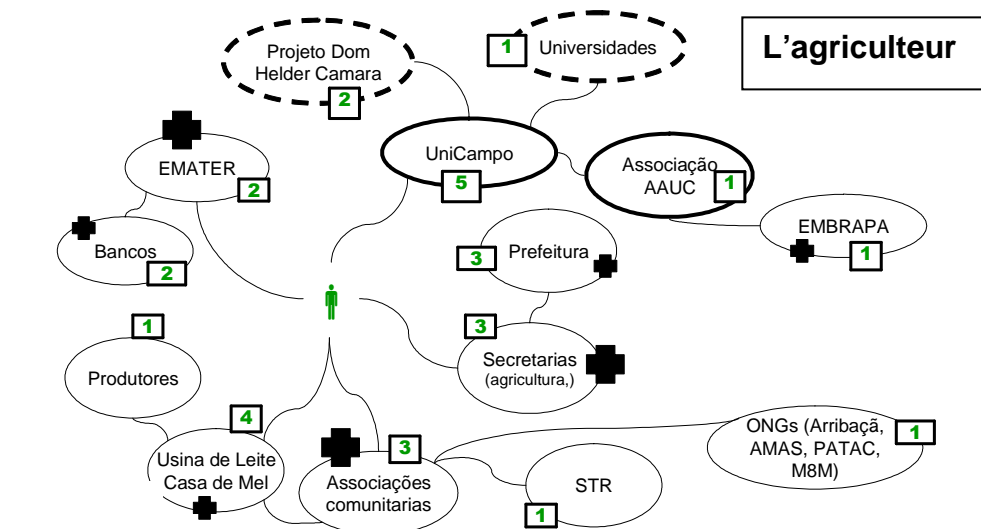 L'agriculteur
Projeto Dom
Helder Camara
2
1
Universidades
UniCampo
5
EMATER
2
Associação
AAUC
1
Bancos
2
Prefeitura
3
EMBRAPA
1
1
Produtores
3
Secretarias
(agricultura,)
4
Usina de Leite
Casa de Mel
3
Associações
comunitarias
STR
1
ONGs (Arribaçã,
AMAS, PATAC,
M8M)
1